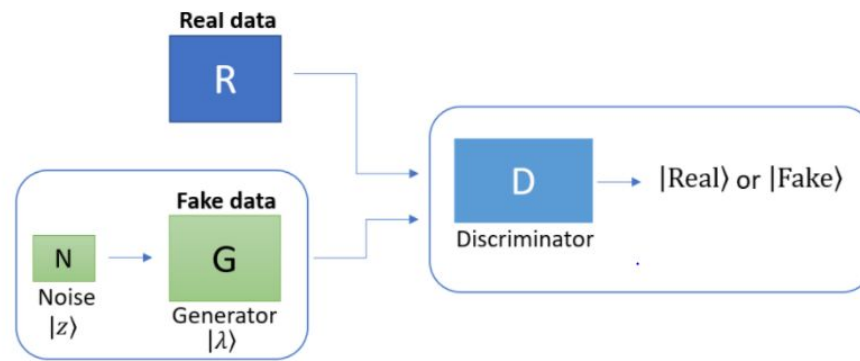 Real data
R
Fake data
N
Noise
|z⟩
G
Generator
|λ⟩
D
Discriminator
|Real⟩ or |Fake⟩